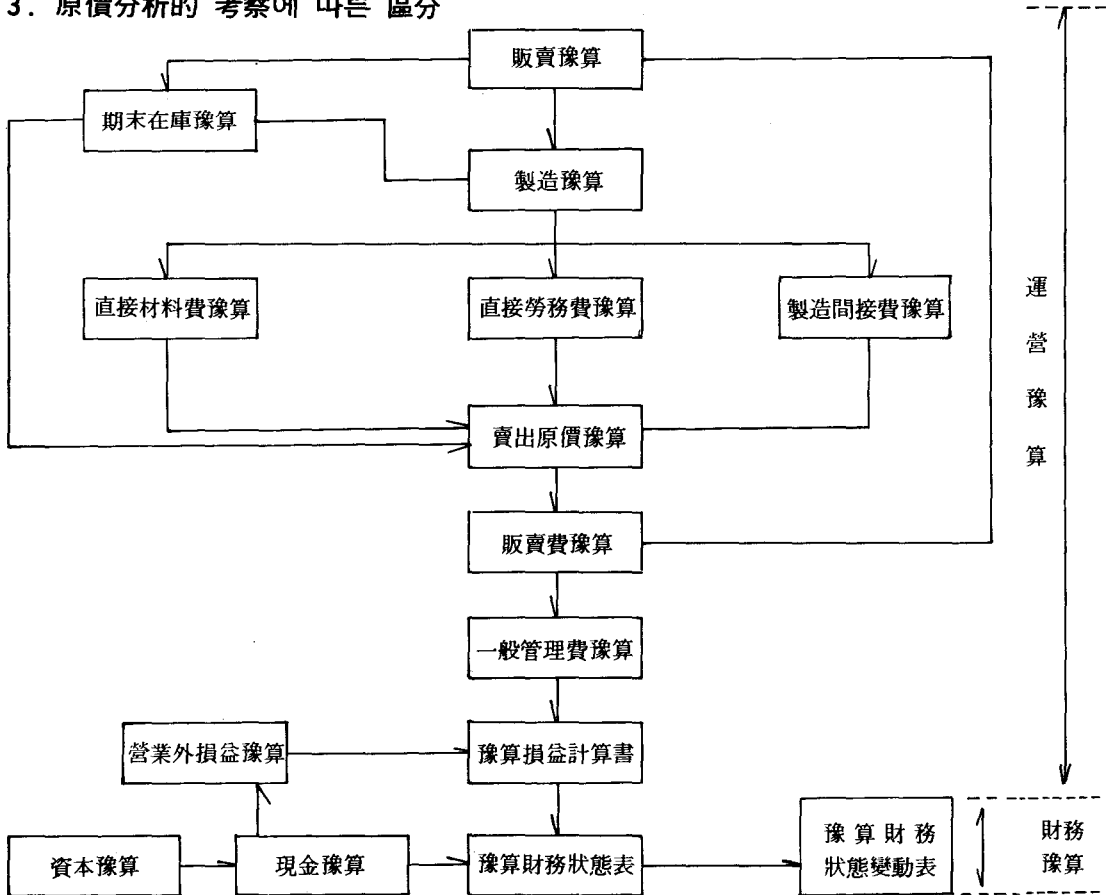 3. 原價分析的 考察에 따른 區分
販賣豫算
期末在庫豫算
製造豫算
直接材料費豫算
直接勞務費豫算
製造間接費豫算
賣出原價豫算
販賣費豫算
一般管理費豫算
營業外損益豫算
豫算損益計算書
資本豫算
現金豫算
豫算財務狀態表
豫算財務
狀態變動表
運
營
豫
算
財務
豫算